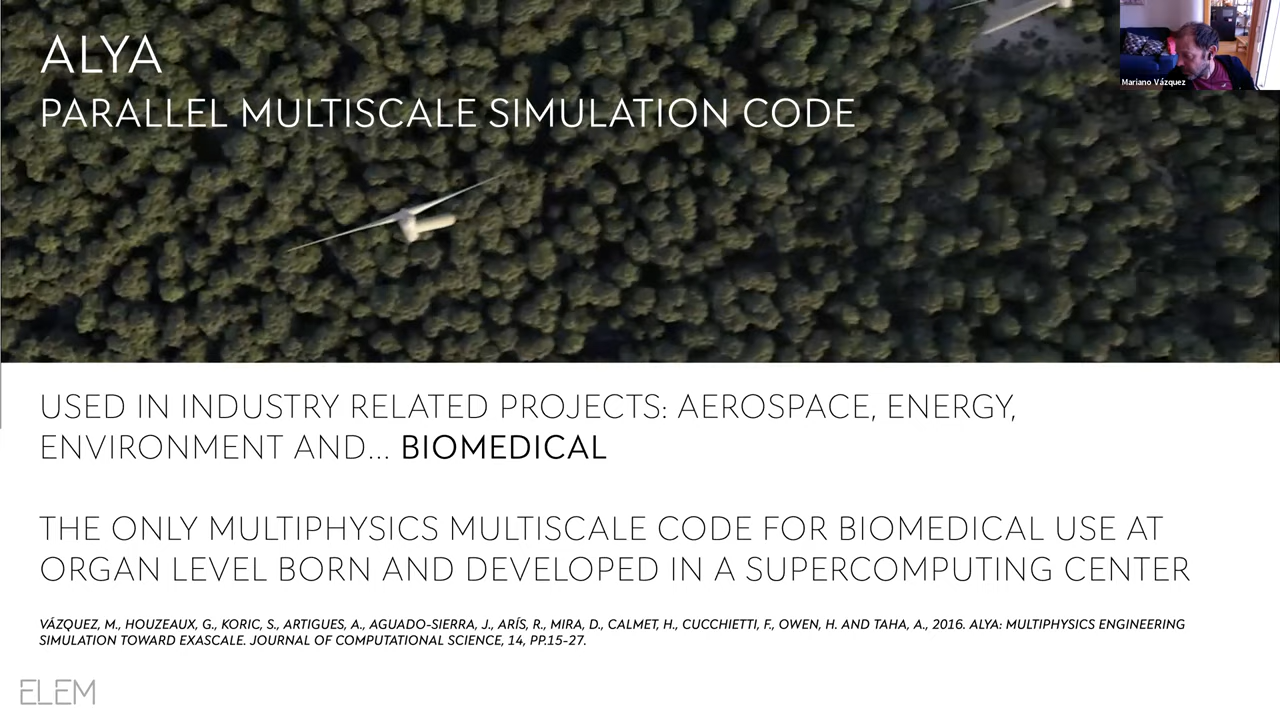 ALYA
PARALLEL MULTISCALE SIMULATION CODE
Mariano Vázquez
USED IN INDUSTRY RELATED PROJECTS: AEROSPACE, ENERGY,
ENVIRONMENT AND... BIOMEDICAL
THE ONLY MULTIPHYSICS MULTISCALE CODE FOR BIOMEDICAL USE AT
ORGAN LEVEL BORN AND DEVELOPED IN A SUPERCOMPUTING CENTER
VÁZQUEZ, M., HOUZEAUX, G., KORIC, S., ARTIGUES, A., AGUADO-SIERRA, J., ARÍS, R., MIRA, D., CALMET, H., CUCCHIETTI, F., OWEN, H. AND TAHA, A., 2016. ALYA: MULTIPHYSICS ENGINEERING
SIMULATION TOWARD EXASCALE. JOURNAL OF COMPUTATIONAL SCIENCE, 14, PP.15-27.
ELEM